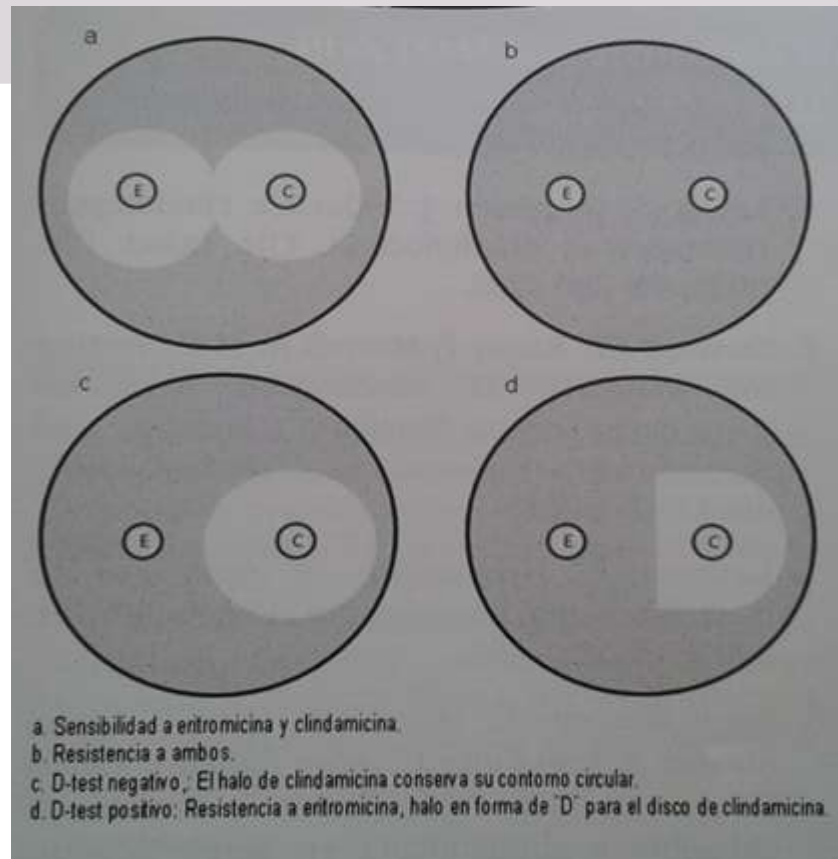 a
b
E
C
E
C
c
d
E
C
E
C
a. Sensibilidad a eritromicina y clindamicina.
b. Resistencia a ambos.
c. D-test negativo,: El halo de clindamicina conserva su contorno circular.
d. D-test positivo: Resistencia a eritromicina, halo en forma de "D" para el disco de clindamicina.